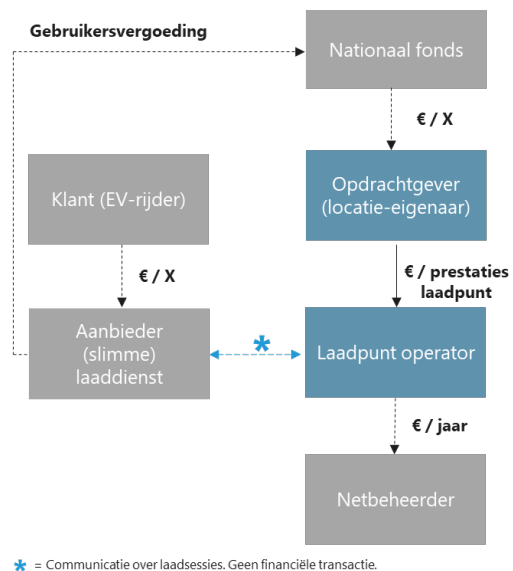 Gebruikersvergoeding
Nationaal fonds
€ / X
Klant (EV-rijder)
Opdrachtgever
(locatie-eigenaar)
€ / X
€ / prestaties
laadpunt
Aanbieder
(slimme)
laaddienst
*
Laadpunt operator
€ / jaar
Netbeheerder
* = Communicatie over laadsessies. Geen financiële transactie.